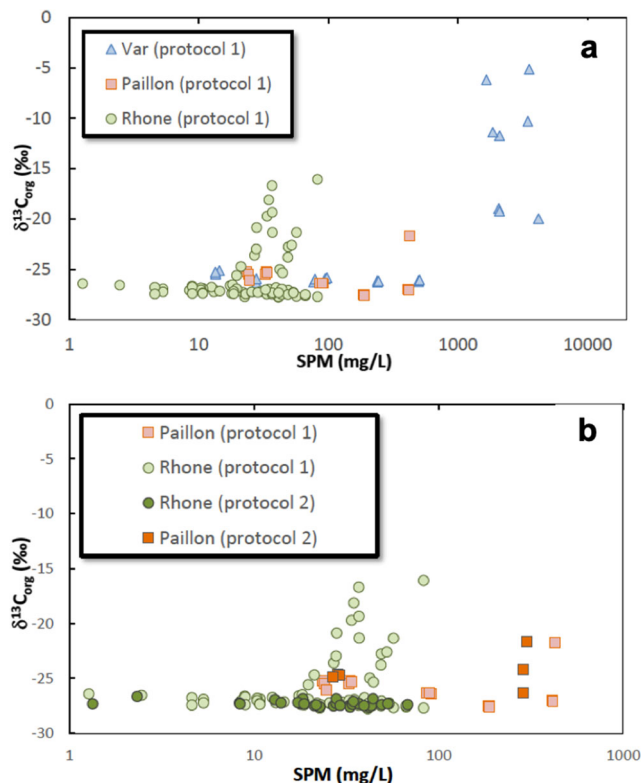 0
a
Var (protocol 1)
-5
Paillon (protocol 1)
Rhone (protocol 1)
-10
δ13Corg (‰)
-15
-20
-25
-30
1 10 100 1000 10000
SPM (mg/L)
0
b
Paillon (protocol 1)
-5
Rhone (protocol 1)
Rhone (protocol 2)
-10
Paillon (protocol 2)
δ13Corg (‰)
-15
-20
-25
-30
1 10 100 1000
SPM (mg/L)